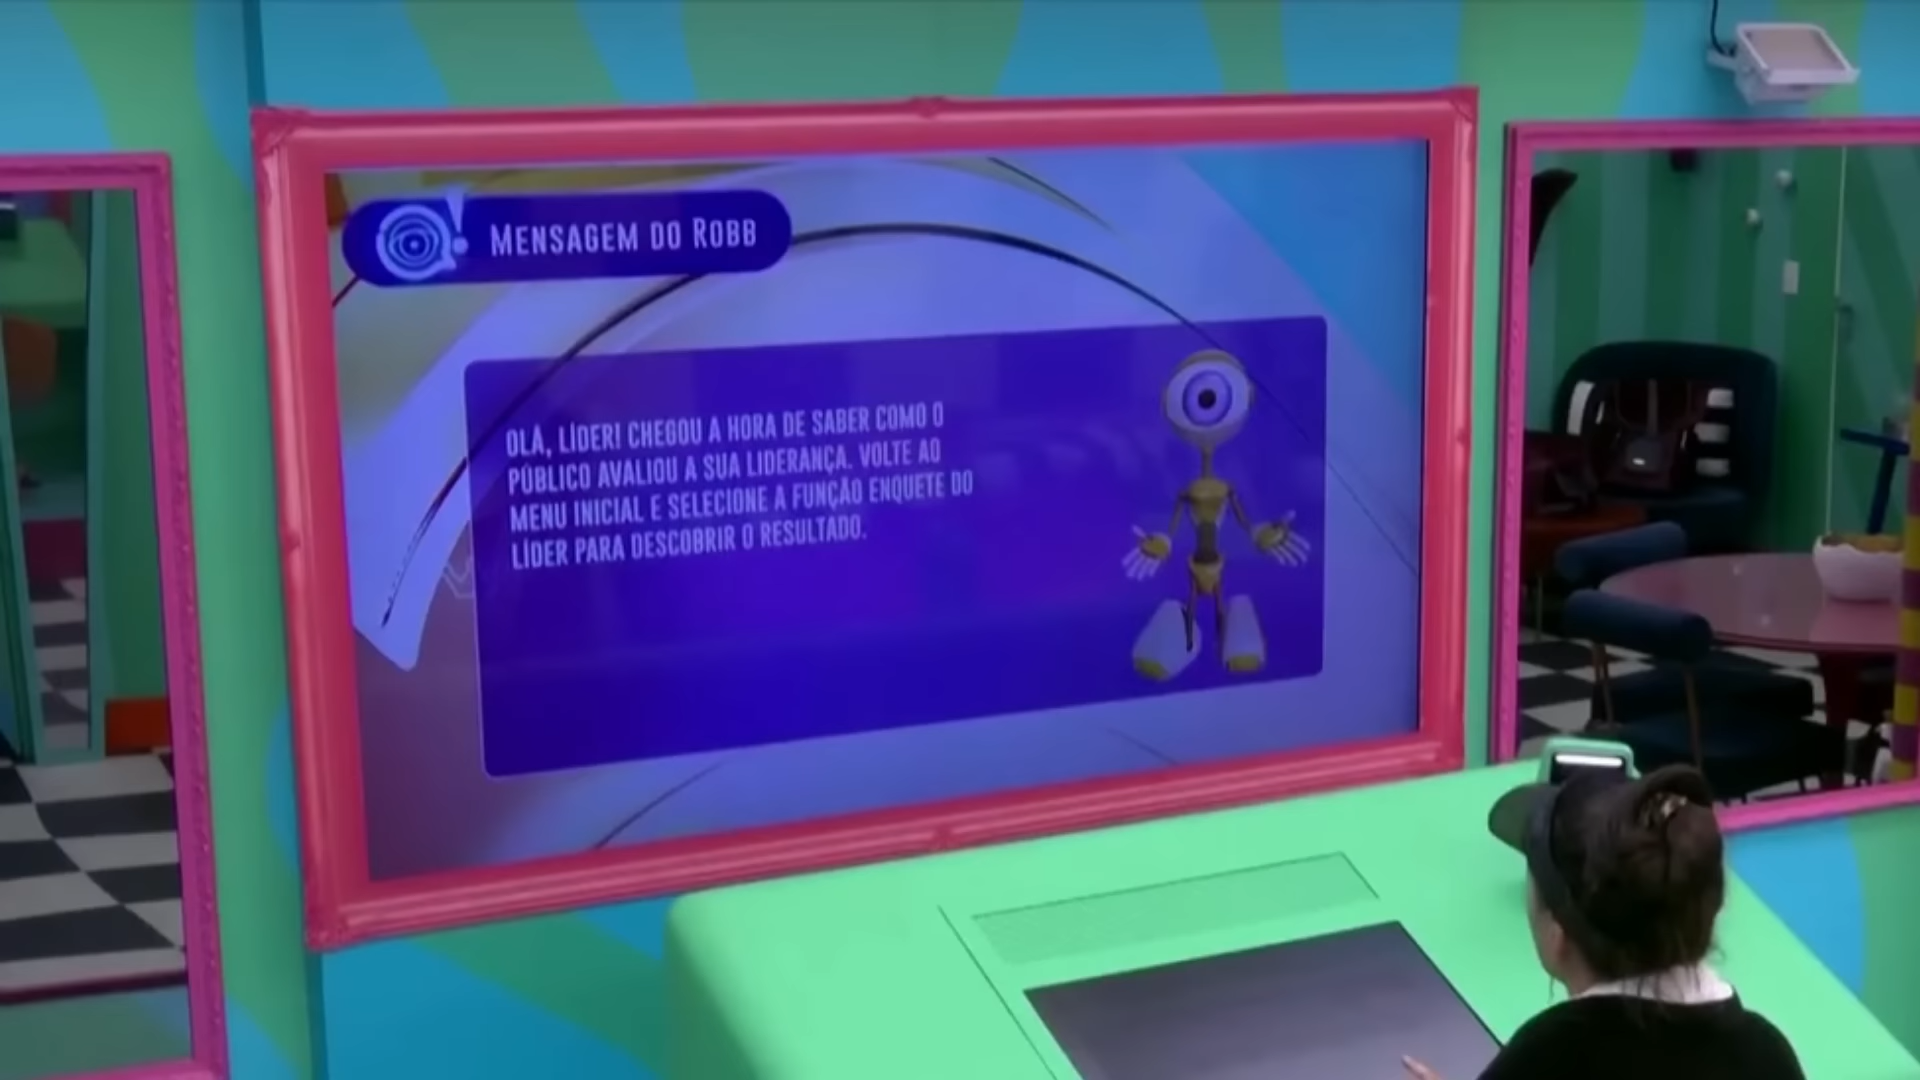 MENSAGEM DO ROBB
OLÁ, LÍDER! CHEGOU A HORA DE SABER COMO O
PÚBLICO AVALIOU A SUA LIDERANÇA. VOLTE AO
MENU INICIAL E SELECIONE A FUNÇÃO ENQUETE DO
LÍDER PARA DESCOBRIR O RESULTADO.